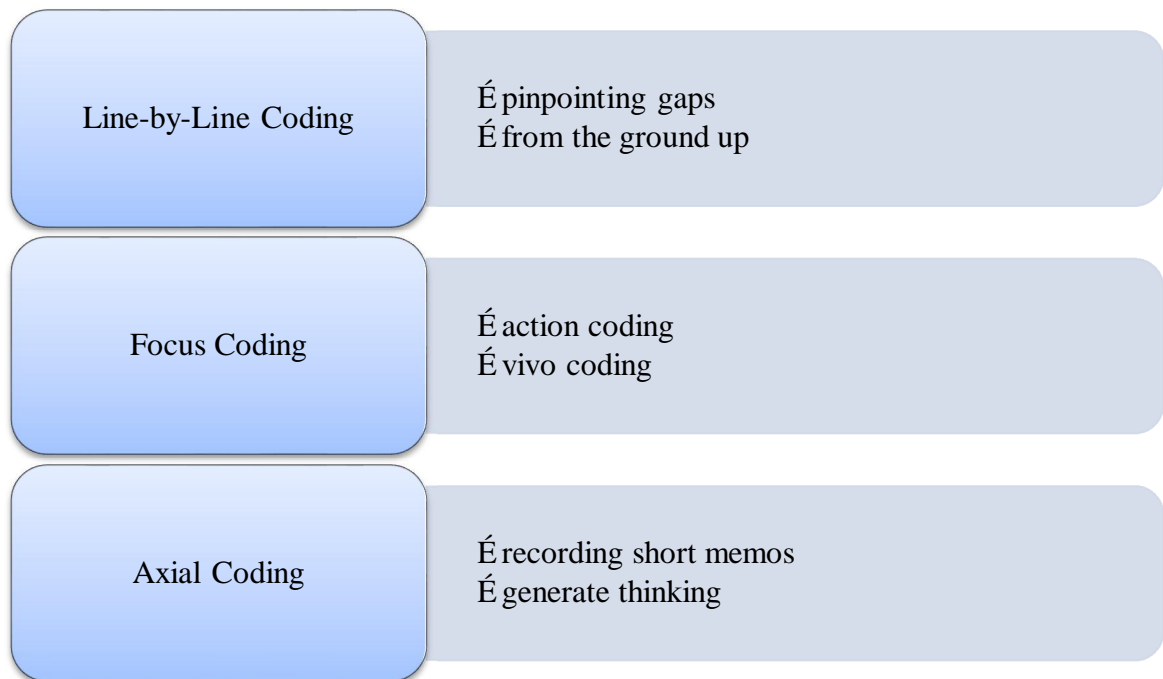 Line-by-Line Coding
É pinpointing gaps
É from the ground up
Focus Coding
É action coding
É vivo coding
Axial Coding
É recording short memos
É generate thinking